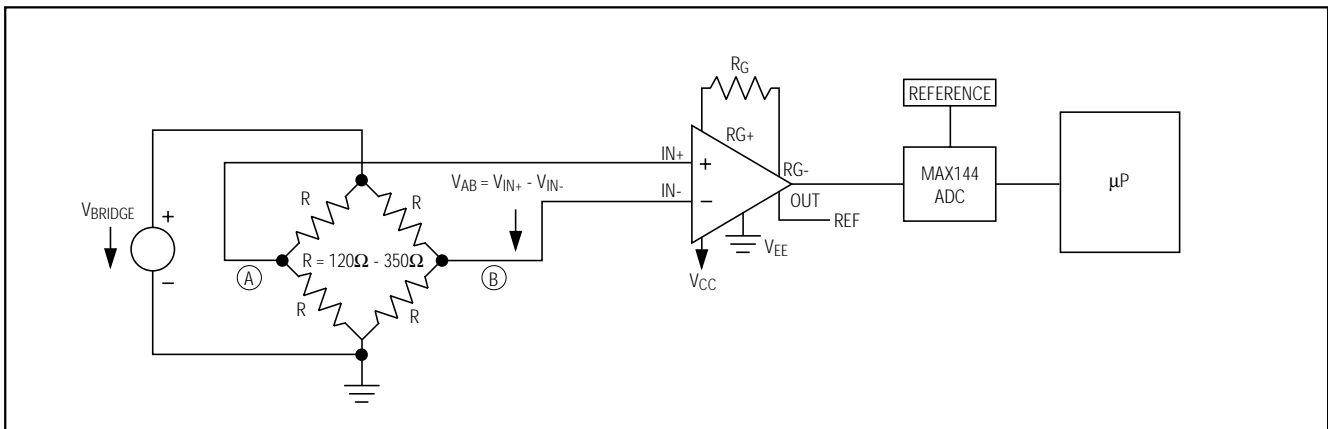 RG
REFERENCE
RG+
IN+
+
RG-
MAX144
ADC
µP
R
R
VAB = VIN+ - VIN-
IN-
−
OUT
REF
VBRIDGE
+
−
R = 120Ω - 350Ω
A
B
VEE
VCC
R
R